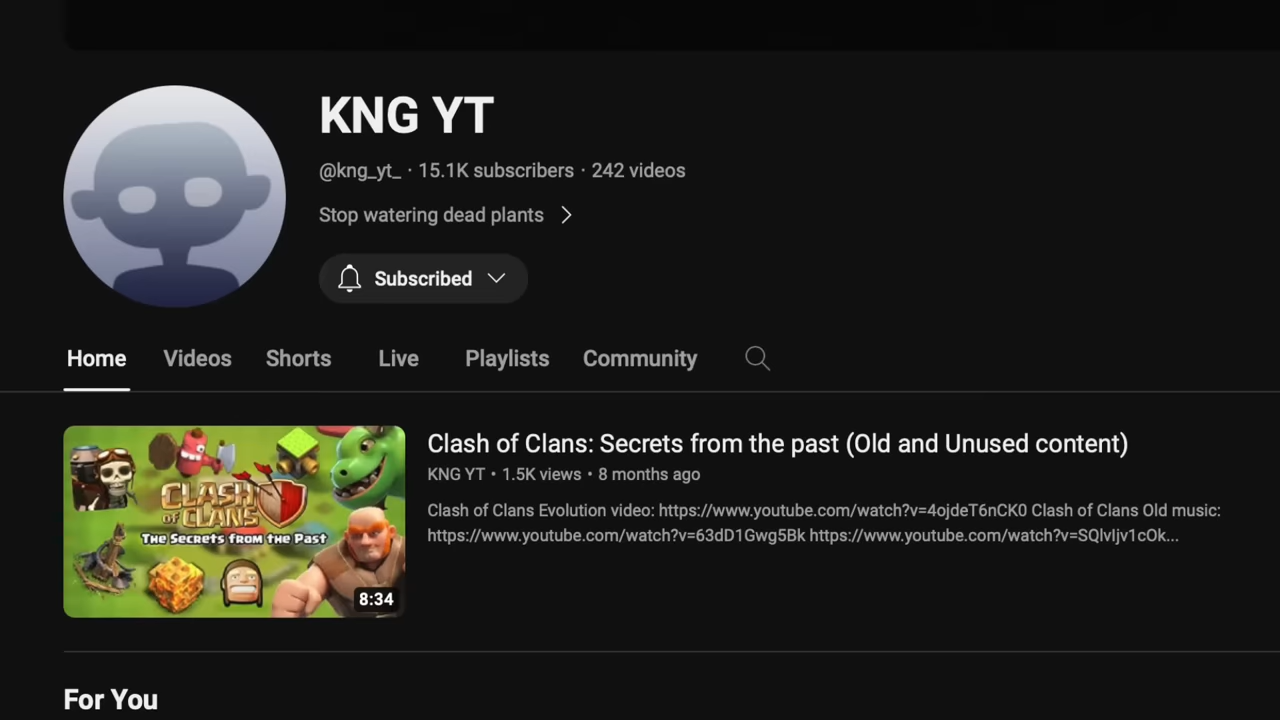 KNG YT
@kng_yt_ · 15.1K subscribers · 242 videos
Stop watering dead plants
Subscribed
Home Videos Shorts Live Playlists Community
Clash of Clans: Secrets from the past (Old and Unused content)
KNG YT • 1.5K views • 8 months ago
Clash of Clans Evolution video: https://www.youtube.com/watch?v=4ojdeT6nCK0 Clash of Clans Old music:
https://www.youtube.com/watch?v=63dD1Gwg5Bk https://www.youtube.com/watch?v=SQlvIjv1cOk...
CLASH
OF CLANS
The Secrets from the Past
8:34
For You